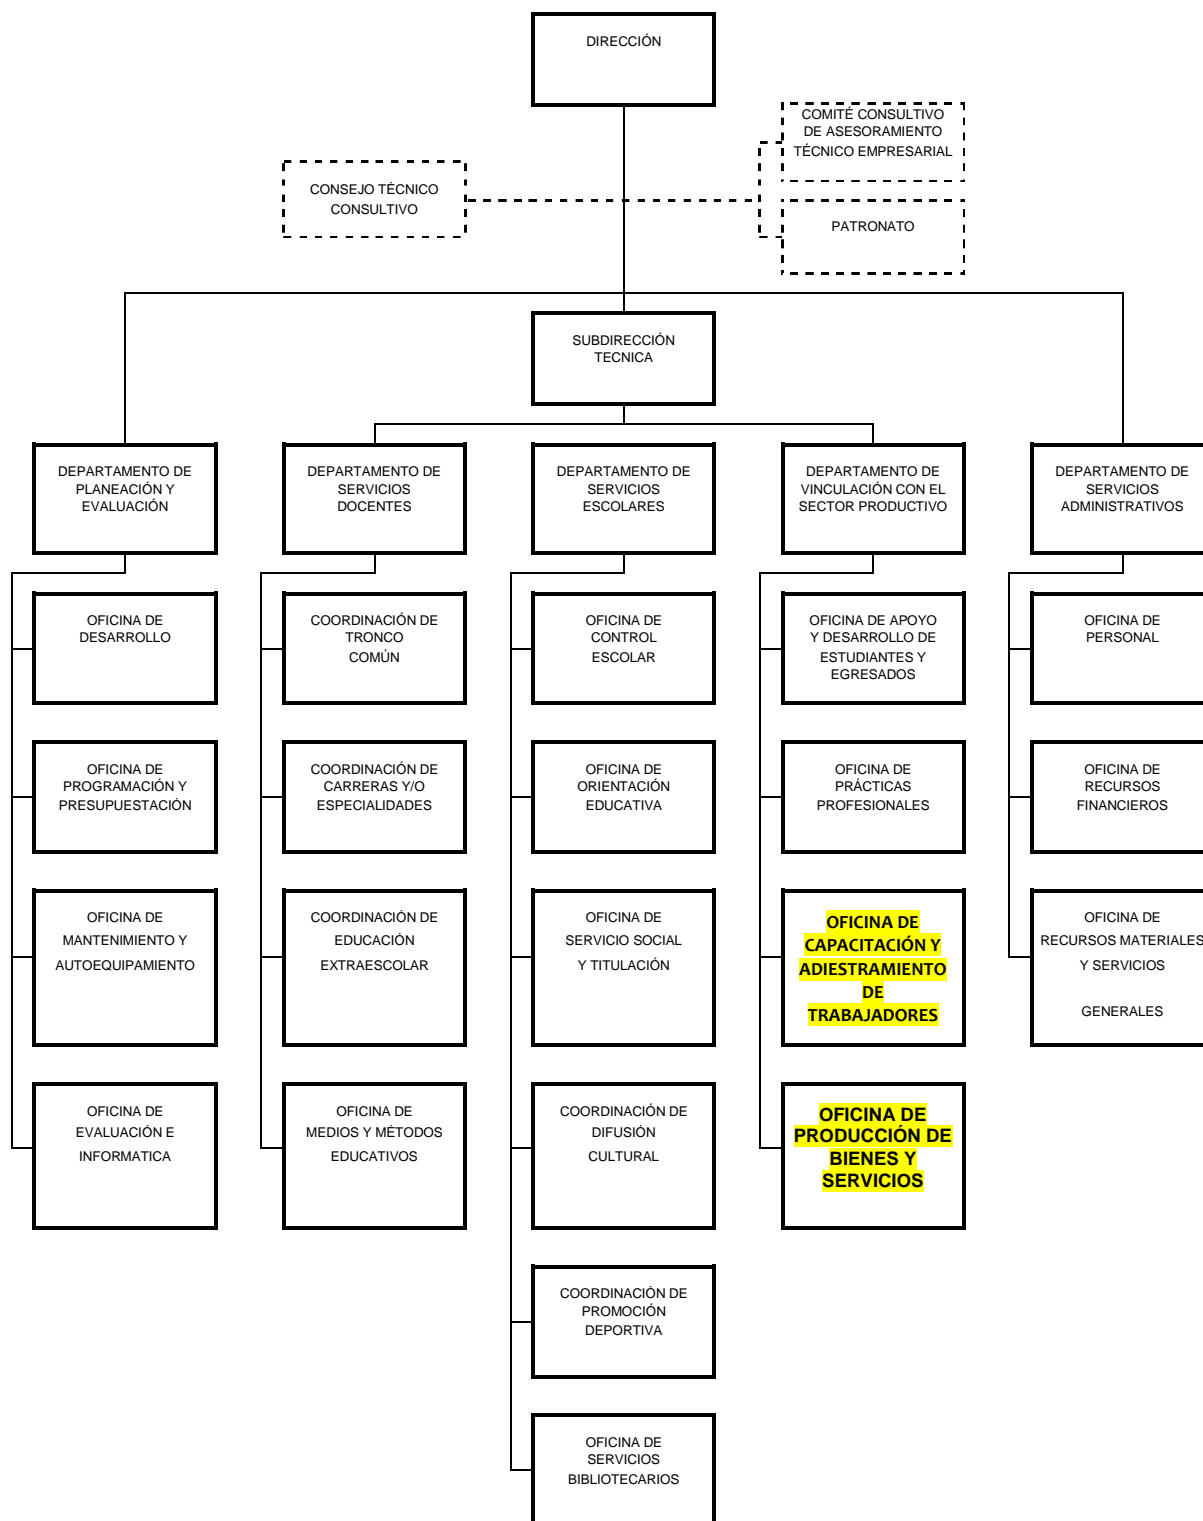 DIRECCIÓN
COMITÉ CONSULTIVO
DE ASESORAMIENTO
TÉCNICO EMPRESARIAL
CONSEJO TÉCNICO
CONSULTIVO
PATRONATO
SUBDIRECCIÓN
TECNICA
DEPARTAMENTO DE
PLANEACIÓN Y
EVALUACIÓN
DEPARTAMENTO DE
SERVICIOS
DOCENTES
DEPARTAMENTO DE
SERVICIOS
ESCOLARES
DEPARTAMENTO DE
VINCULACIÓN CON EL
SECTOR PRODUCTIVO
DEPARTAMENTO DE
SERVICIOS
ADMINISTRATIVOS
OFICINA DE
DESARROLLO
COORDINACIÓN DE
TRONCO
COMÚN
OFICINA DE
CONTROL
ESCOLAR
OFICINA DE APOYO
Y DESARROLLO DE
ESTUDIANTES Y
EGRESADOS
OFICINA DE
PERSONAL
OFICINA DE
PROGRAMACIÓN Y
PRESUPUESTACIÓN
COORDINACIÓN DE
CARRERAS Y/O
ESPECIALIDADES
OFICINA DE
ORIENTACIÓN
EDUCATIVA
OFICINA DE
PRÁCTICAS
PROFESIONALES
OFICINA DE
RECURSOS
FINANCIEROS
OFICINA DE
MANTENIMIENTO Y
AUTOEQUIPAMIENTO
COORDINACIÓN DE
EDUCACIÓN
EXTRAESCOLAR
OFICINA DE
SERVICIO SOCIAL
Y TITULACIÓN
OFICINA DE
CAPACITACIÓN Y
ADIESTRAMIENTO
DE
TRABAJADORES
OFICINA DE
RECURSOS MATERIALES
Y SERVICIOS
GENERALES
OFICINA DE
EVALUACIÓN E
INFORMATICA
OFICINA DE
MEDIOS Y MÉTODOS
EDUCATIVOS
COORDINACIÓN DE
DIFUSIÓN
CULTURAL
OFICINA DE
PRODUCCIÓN DE
BIENES Y
SERVICIOS
COORDINACIÓN DE
PROMOCIÓN
DEPORTIVA
OFICINA DE
SERVICIOS
BIBLIOTECARIOS